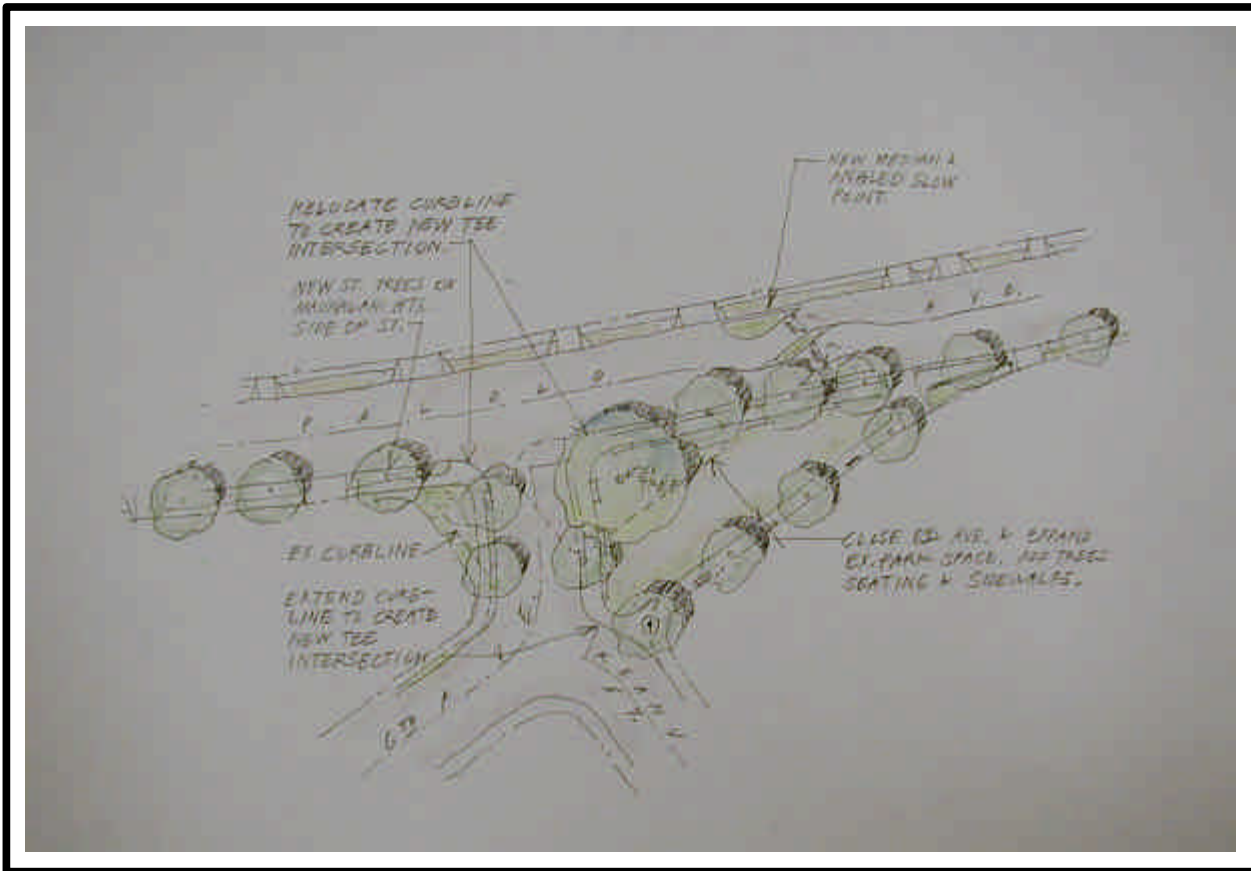 NEW MEDIAN &
ANGLED SLOW
POINT
RELOCATE CURBLINE
TO CREATE NEW TEE
INTERSECTION
NEW ST. TREES ON
SIDE OF ST.
P A L O L O
A V E.
EX. CURBLINE
EXTEND CURB-
LINE TO CREATE
NEW TEE
INTERSECTION
CLOSE AVE. & EXPAND
EX. PARK SPACE. ADD TREES
SEATING & SIDEWALKS.
6TH